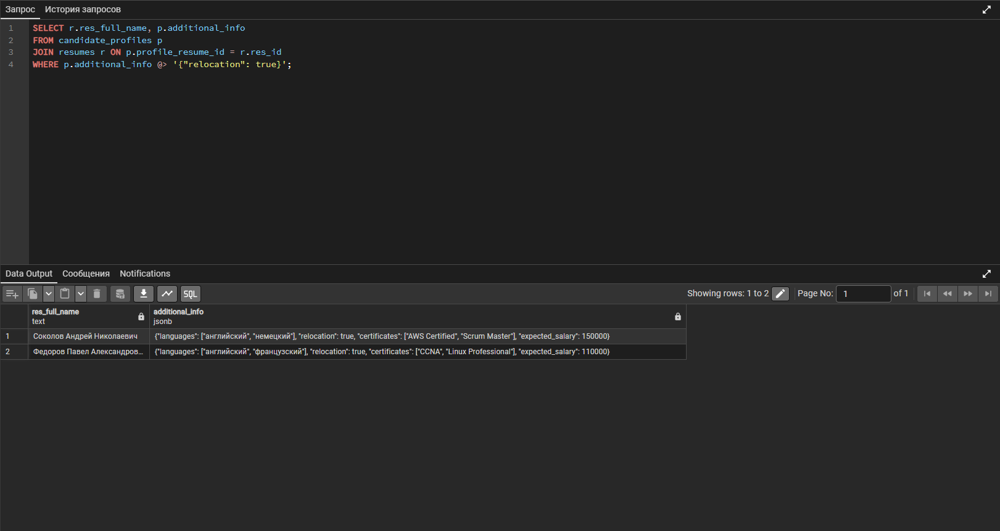 Запрос История запросов
1 SELECT r.res_full_name, p.additional_info
2 FROM candidate_profiles p
3 JOIN resumes r ON p.profile_resume_id = r.res_id
4 WHERE p.additional_info @> '{"relocation": true}';
Data Output Сообщения Notifications
SQL Showing rows: 1 to 2 Page No: 1 of 1
res_full_name additional_info
text jsonb
1 Соколов Андрей Николаевич {"languages": ["английский", "немецкий"], "relocation": true, "certificates": ["AWS Certified", "Scrum Master"], "expected_salary": 150000}
2 Федоров Павел Александров... {"languages": ["английский", "французский"], "relocation": true, "certificates": ["CCNA", "Linux Professional"], "expected_salary": 110000}